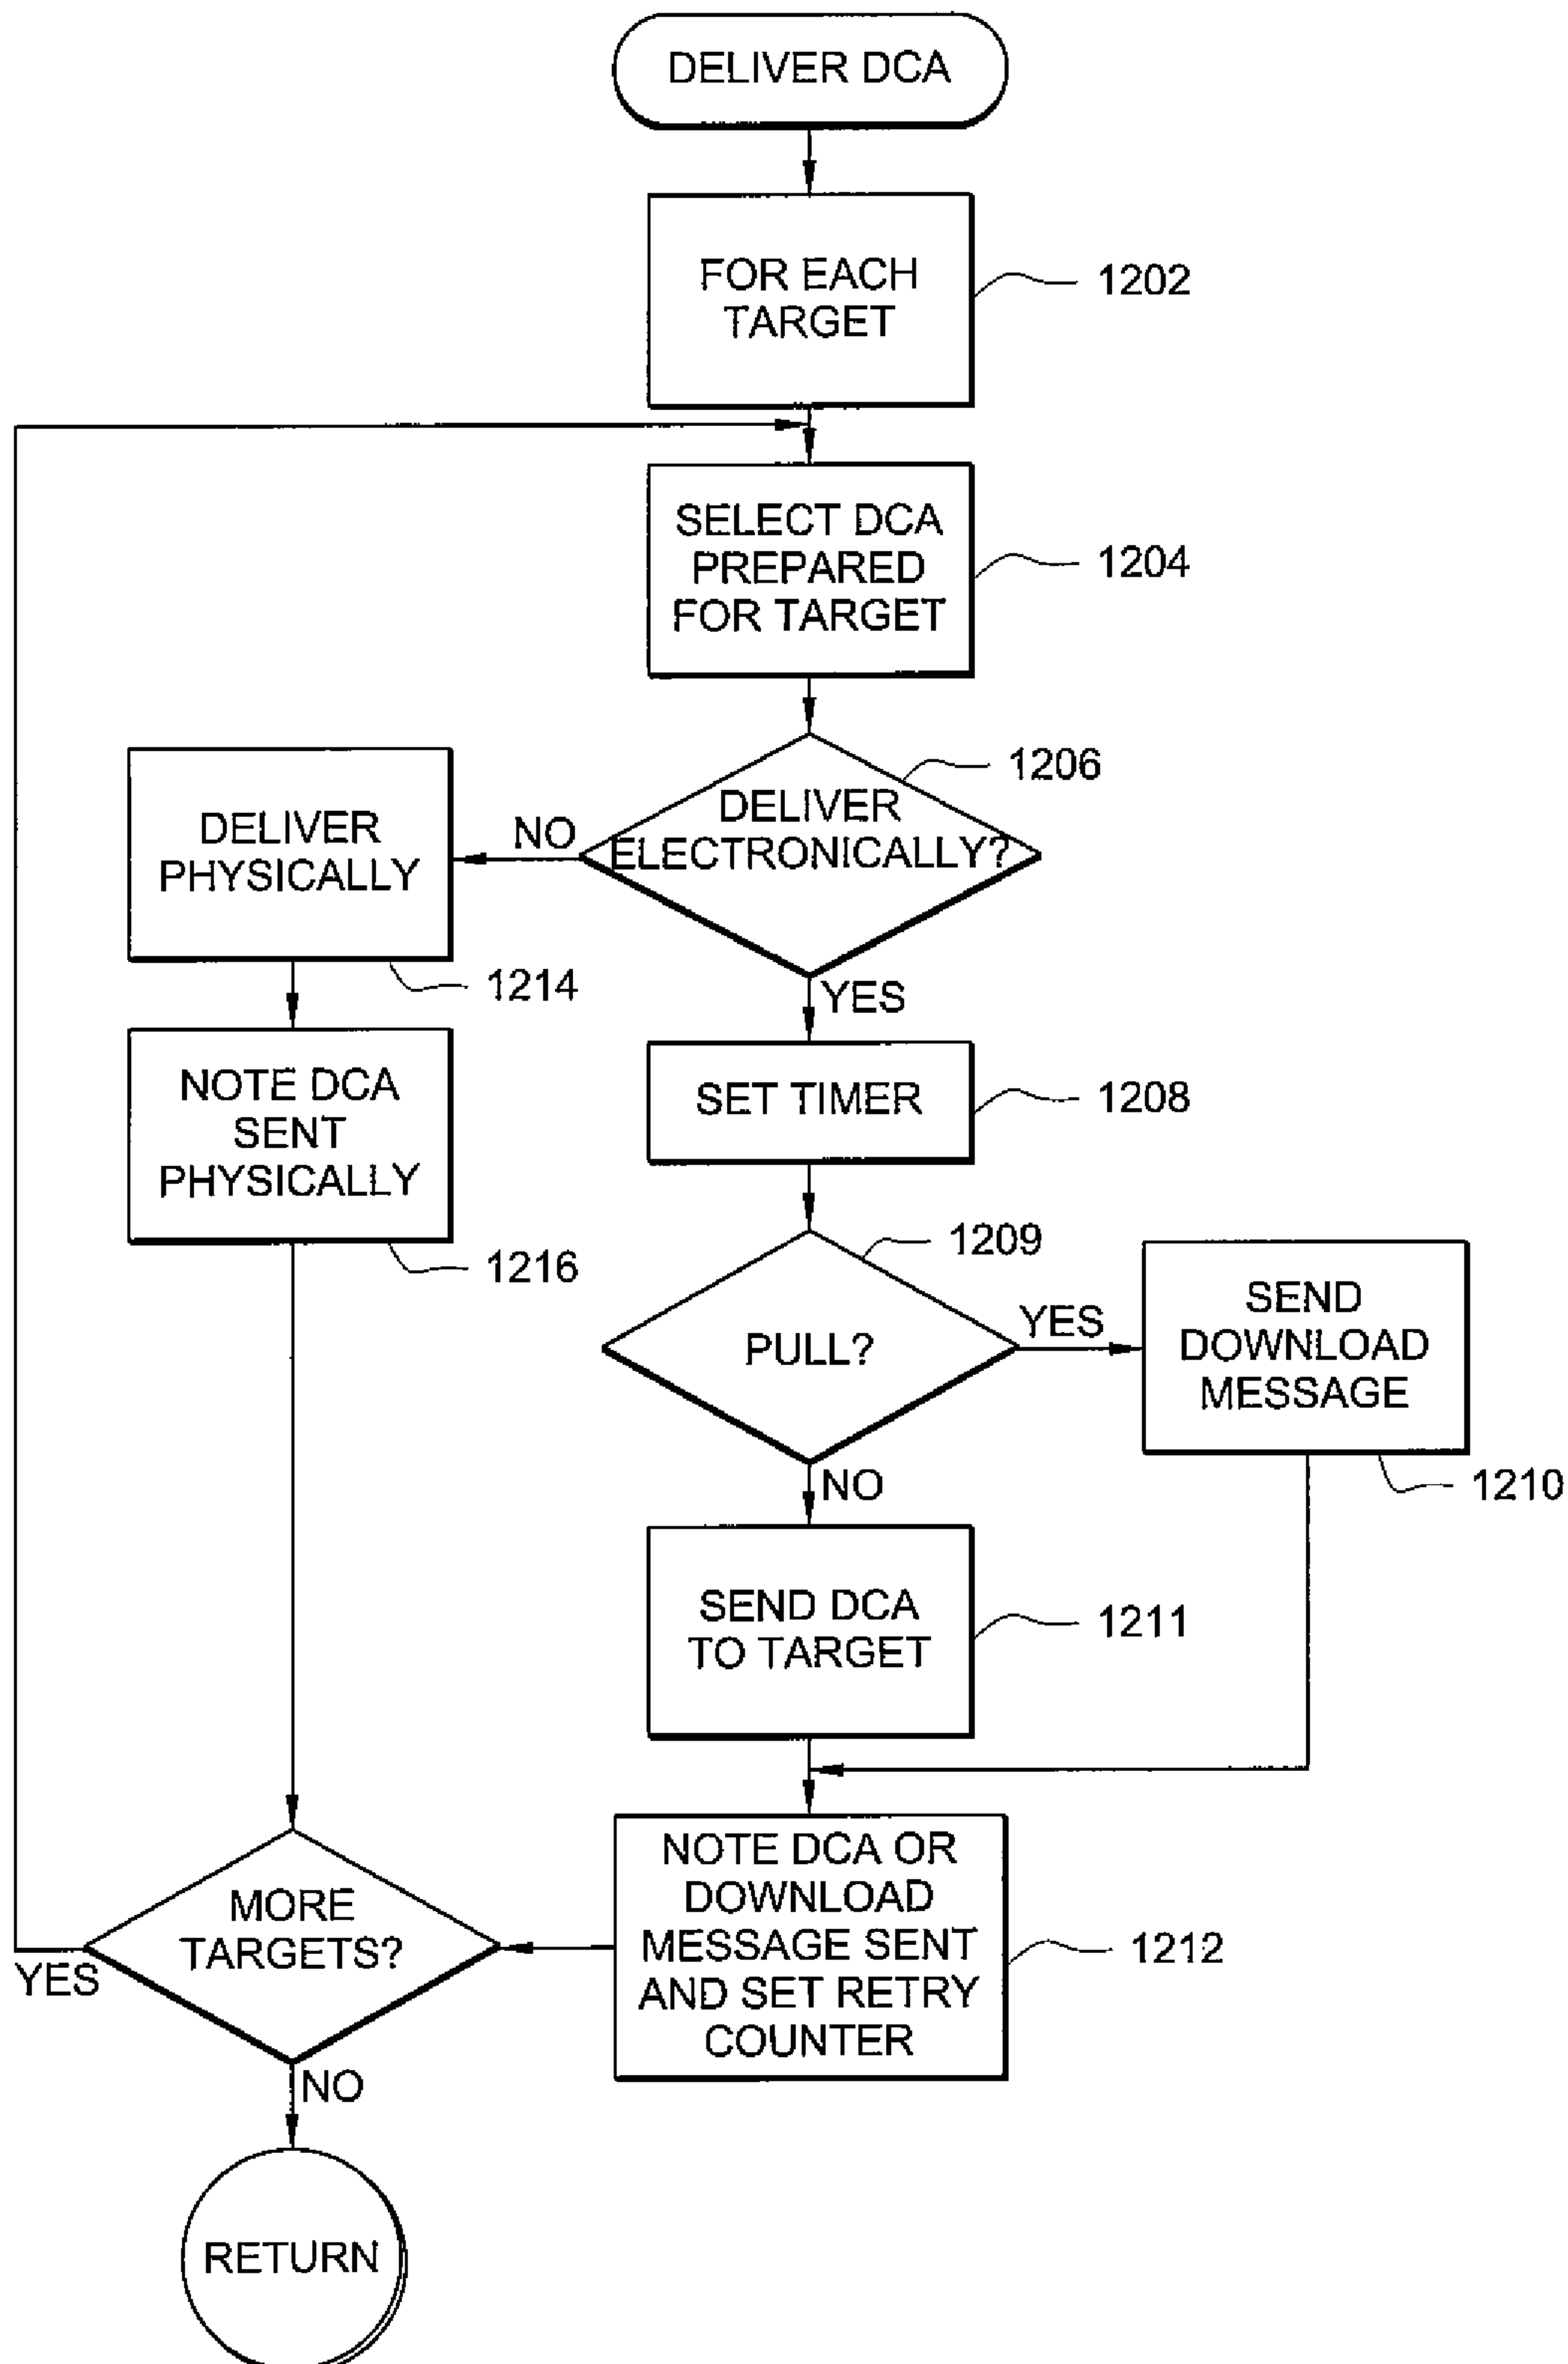 DELIVER DCA
FOR EACH
TARGET
1202
SELECT DCA
PREPARED
FOR TARGET
1204
1206
DELIVER
ELECTRONICALLY?
NO
DELIVER
PHYSICALLY
1214
YES
NOTE DCA
SENT
PHYSICALLY
1216
SET TIMER
1208
1209
PULL?
YES
SEND
DOWNLOAD
MESSAGE
1210
NO
SEND DCA
TO TARGET
1211
NOTE DCA OR
DOWNLOAD
MESSAGE SENT
AND SET RETRY
COUNTER
1212
MORE
TARGETS?
YES
NO
RETURN